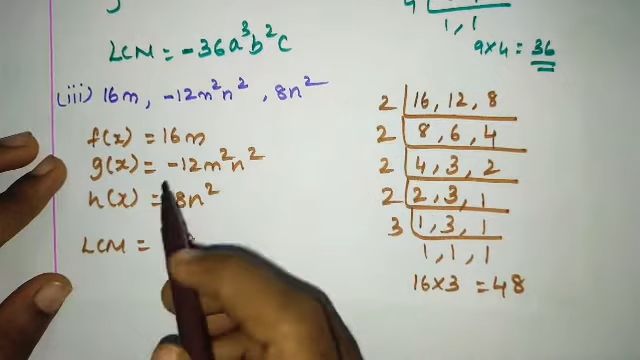 LCM = -36a³b²c
1, 1
9×4 = 36
(iii) 16m, -12m²n², 8n²
f(x) = 16m
g(x) = -12m²n²
h(x) = 8n²
LCM =
2 | 16, 12, 8
2 | 8, 6, 4
2 | 4, 3, 2
2 | 2, 3, 1
3 | 1, 3, 1
1, 1, 1
16×3 = 48